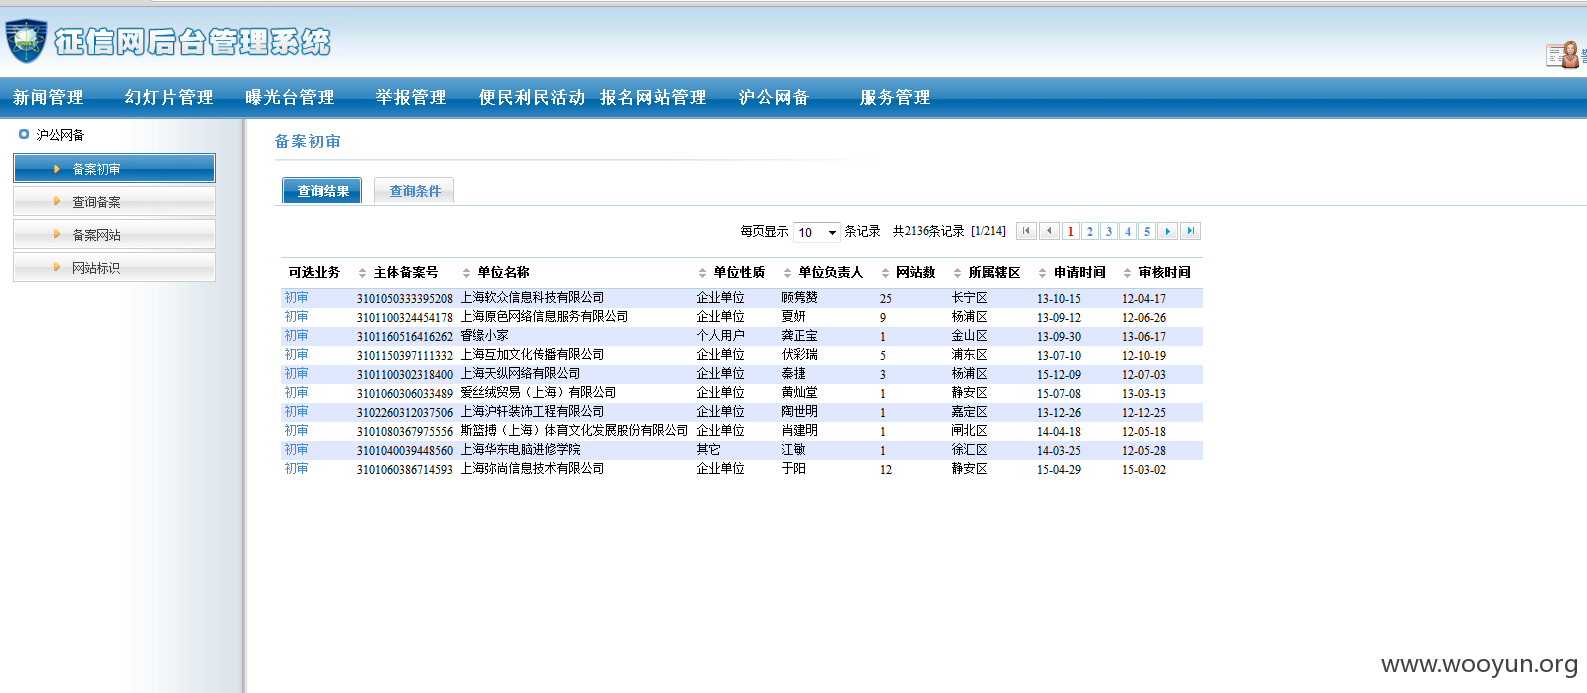 征信网后台管理系统
警
新闻管理 幻灯片管理 曝光台管理 举报管理 便民利民活动 报名网站管理 沪公网备 服务管理
沪公网备
备案初审
查询备案
备案网站
网站标识
备案初审
查询结果 查询条件
每页显示 10 条记录 共2136条记录 [1/214] 1 2 3 4 5
可选业务 主体备案号 单位名称 单位性质 单位负责人 网站数 所属辖区 申请时间 审核时间
初审 3101050333395208 上海软众信息科技有限公司 企业单位 顾隽赟 25 长宁区 13-10-15 12-04-17
初审 3101100324454178 上海原色网络信息服务有限公司 企业单位 夏妍 9 杨浦区 13-09-12 12-06-26
初审 3101160516416262 睿缘小家 个人用户 龚正宝 1 金山区 13-09-30 13-06-17
初审 3101150397111332 上海互加文化传播有限公司 企业单位 伏彩瑞 5 浦东区 13-07-10 12-10-19
初审 3101100302318400 上海天纵网络有限公司 企业单位 秦捷 3 杨浦区 15-12-09 12-07-03
初审 3101060306033489 爱丝绒贸易（上海）有限公司 企业单位 黄灿堂 1 静安区 15-07-08 13-03-13
初审 3102260312037506 上海沪轩装饰工程有限公司 企业单位 陶世明 1 嘉定区 13-12-26 12-12-25
初审 3101080367975556 斯篮搏（上海）体育文化发展股份有限公司 企业单位 肖建明 1 闸北区 14-04-18 12-05-18
初审 3101040039448560 上海华东电脑进修学院 其它 江敏 1 徐汇区 14-03-25 12-05-28
初审 3101060386714593 上海弥尚信息技术有限公司 企业单位 于阳 12 静安区 15-04-29 15-03-02
www.wooyun.org